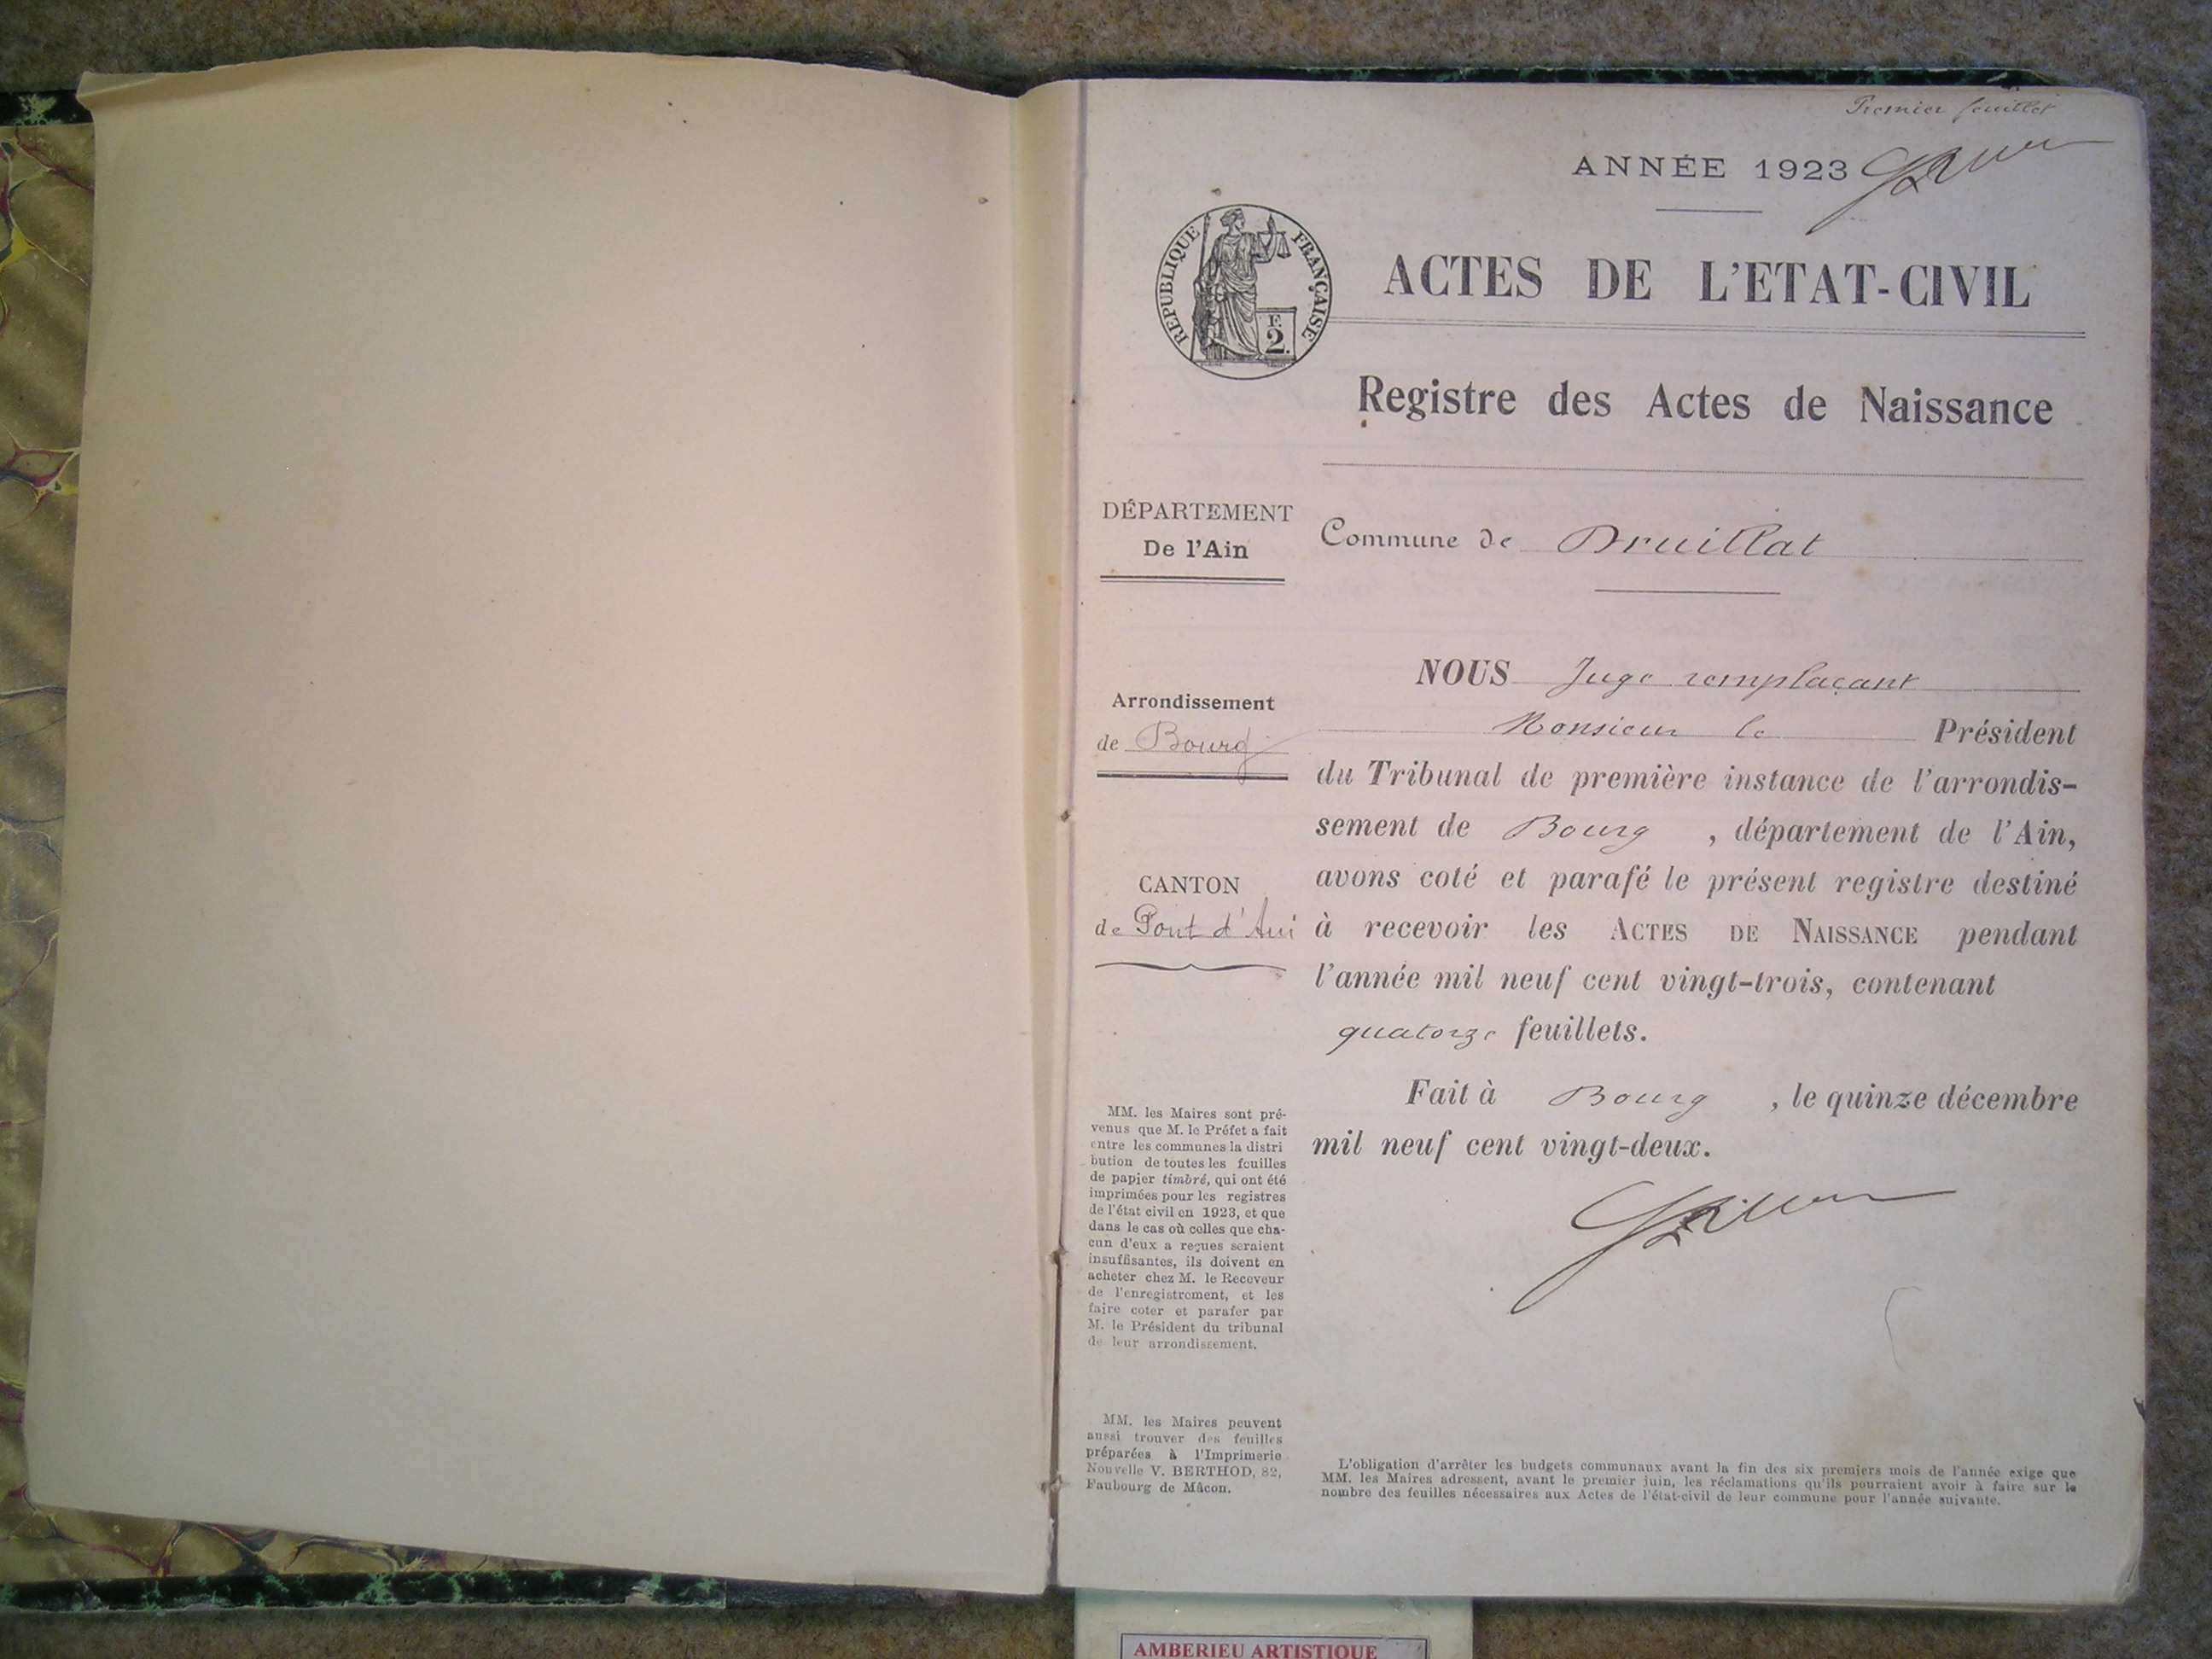 Premier feuillet
ANNÉE 1923
RÉPUBLIQUE FRANÇAISE
F.
2.
ACTES DE L'ETAT-CIVIL
Registre des Actes de Naissance
DÉPARTEMENT
De l'Ain
Commune de Druillat
Arrondissement
de Bourg
CANTON
de Pont d'Ain
NOUS Juge remplaçant
Monsieur le Président
du Tribunal de première instance de l'arrondis-
sement de Bourg , département de l'Ain,
avons coté et parafé le présent registre destiné
à recevoir les ACTES DE NAISSANCE pendant
l'année mil neuf cent vingt-trois, contenant
quatorze feuillets.
Fait à Bourg , le quinze décembre
mil neuf cent vingt-deux.
MM. les Maires sont pré-
venus que M. le Préfet a fait
entre les communes la distri
bution de toutes les feuilles
de papier timbré, qui ont été
imprimées pour les registres
de l'état civil en 1923, et que
dans le cas où celles que cha-
cun d'eux a reçues seraient
insuffisantes, ils doivent en
acheter chez M. le Receveur
de l'enregistrement, et les
faire coter et parafer par
M. le Président du tribunal
de leur arrondissement.
MM. les Maires peuvent
aussi trouver des feuilles
préparées à l'Imprimerie
Nouvelle V. BERTHOD, 82,
Faubourg de Mâcon.
L'obligation d'arrêter les budgets communaux avant la fin des six premiers mois de l'année exige que
MM. les Maires adressent, avant le premier juin, les réclamations qu'ils pourraient avoir à faire sur le
nombre des feuilles nécessaires aux Actes de l'état-civil de leur commune pour l'année suivante.
AMBERIEU ARTISTIQUE